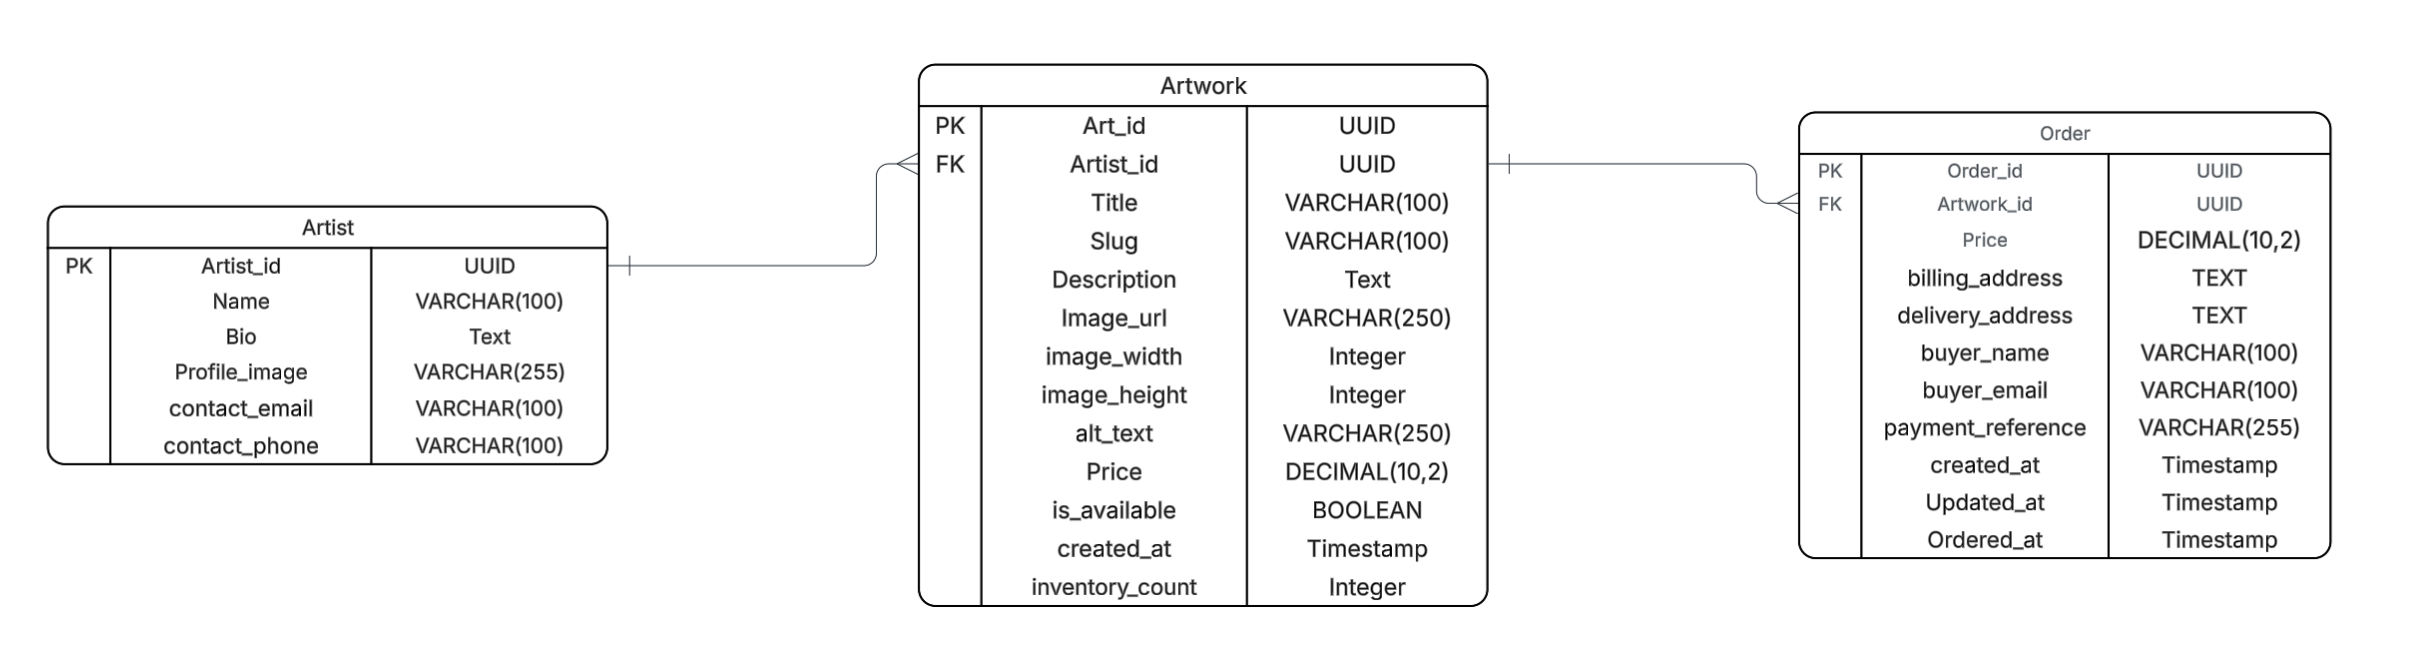 Artist
PK Artist_id UUID
Name VARCHAR(100)
Bio Text
Profile_image VARCHAR(255)
contact_email VARCHAR(100)
contact_phone VARCHAR(100)
Artwork
PK Art_id UUID
FK Artist_id UUID
Title VARCHAR(100)
Slug VARCHAR(100)
Description Text
Image_url VARCHAR(250)
image_width Integer
image_height Integer
alt_text VARCHAR(250)
Price DECIMAL(10,2)
is_available BOOLEAN
created_at Timestamp
inventory_count Integer
Order
PK Order_id UUID
FK Artwork_id UUID
Price DECIMAL(10,2)
billing_address TEXT
delivery_address TEXT
buyer_name VARCHAR(100)
buyer_email VARCHAR(100)
payment_reference VARCHAR(255)
created_at Timestamp
Updated_at Timestamp
Ordered_at Timestamp